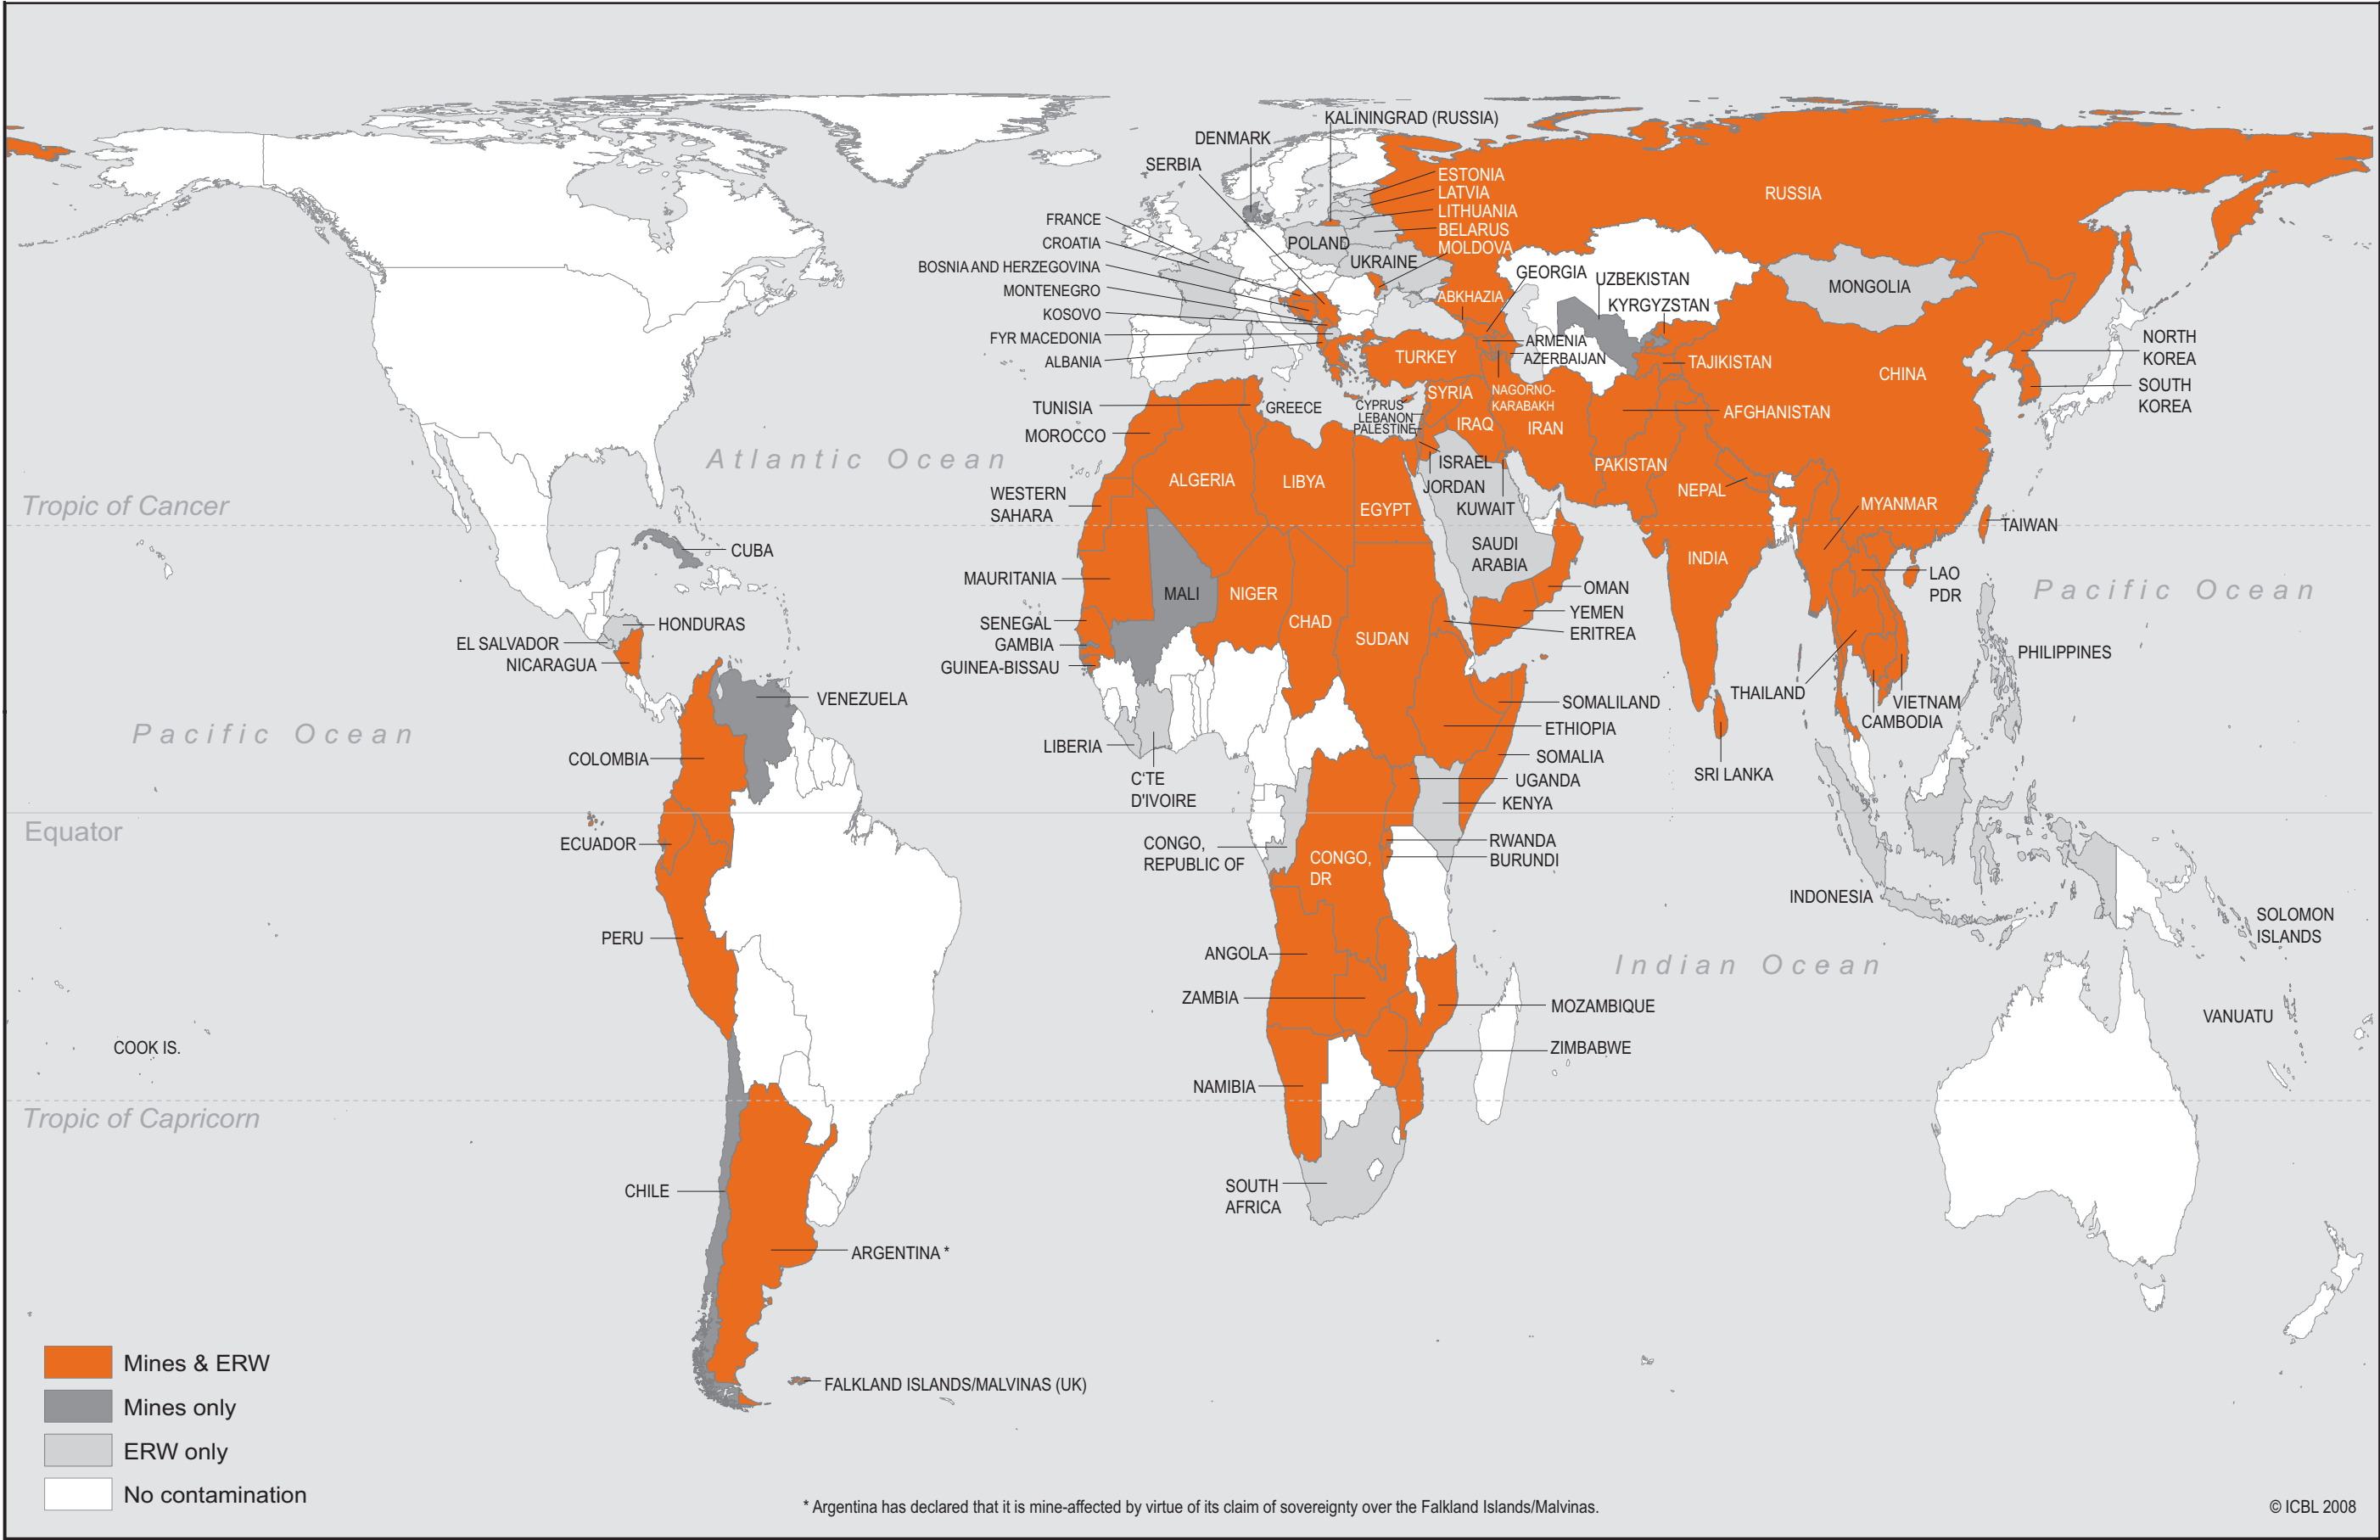 KALININGRAD (RUSSIA)
DENMARK
SERBIA
ESTONIA
LATVIA
LITHUANIA
BELARUS
MOLDOVA
RUSSIA
FRANCE
CROATIA
BOSNIA AND HERZEGOVINA
MONTENEGRO
KOSOVO
FYR MACEDONIA
ALBANIA
POLAND
UKRAINE
GEORGIA
UZBEKISTAN
KYRGYZSTAN
ABKHAZIA
MONGOLIA
ARMENIA
AZERBAIJAN
TURKEY
TAJIKISTAN
CHINA
NORTH
KOREA
SOUTH
KOREA
TUNISIA
MOROCCO
GREECE
CYPRUS
LEBANON
PALESTINE
SYRIA
NAGORNO-
KARABAKH
IRAQ
IRAN
AFGHANISTAN
Atlantic Ocean
ISRAEL
JORDAN
KUWAIT
PAKISTAN
NEPAL
MYANMAR
ALGERIA
LIBYA
EGYPT
WESTERN
SAHARA
Tropic of Cancer
TAIWAN
CUBA
SAUDI
ARABIA
INDIA
LAO
PDR
Pacific Ocean
MAURITANIA
MALI
NIGER
OMAN
YEMEN
ERITREA
HONDURAS
EL SALVADOR
NICARAGUA
SENEGAL
GAMBIA
GUINEA-BISSAU
CHAD
SUDAN
PHILIPPINES
THAILAND
VIETNAM
CAMBODIA
VENEZUELA
SOMALILAND
ETHIOPIA
SOMALIA
UGANDA
KENYA
Pacific Ocean
COLOMBIA
LIBERIA
C'TE
D'IVOIRE
SRI LANKA
Equator
ECUADOR
CONGO,
REPUBLIC OF
CONGO,
DR
RWANDA
BURUNDI
INDONESIA
SOLOMON
ISLANDS
PERU
ANGOLA
Indian Ocean
ZAMBIA
MOZAMBIQUE
VANUATU
COOK IS.
ZIMBABWE
NAMIBIA
Tropic of Capricorn
CHILE
SOUTH
AFRICA
ARGENTINA *
FALKLAND ISLANDS/MALVINAS (UK)
Mines & ERW
Mines only
ERW only
No contamination
* Argentina has declared that it is mine-affected by virtue of its claim of sovereignty over the Falkland Islands/Malvinas.
© ICBL 2008